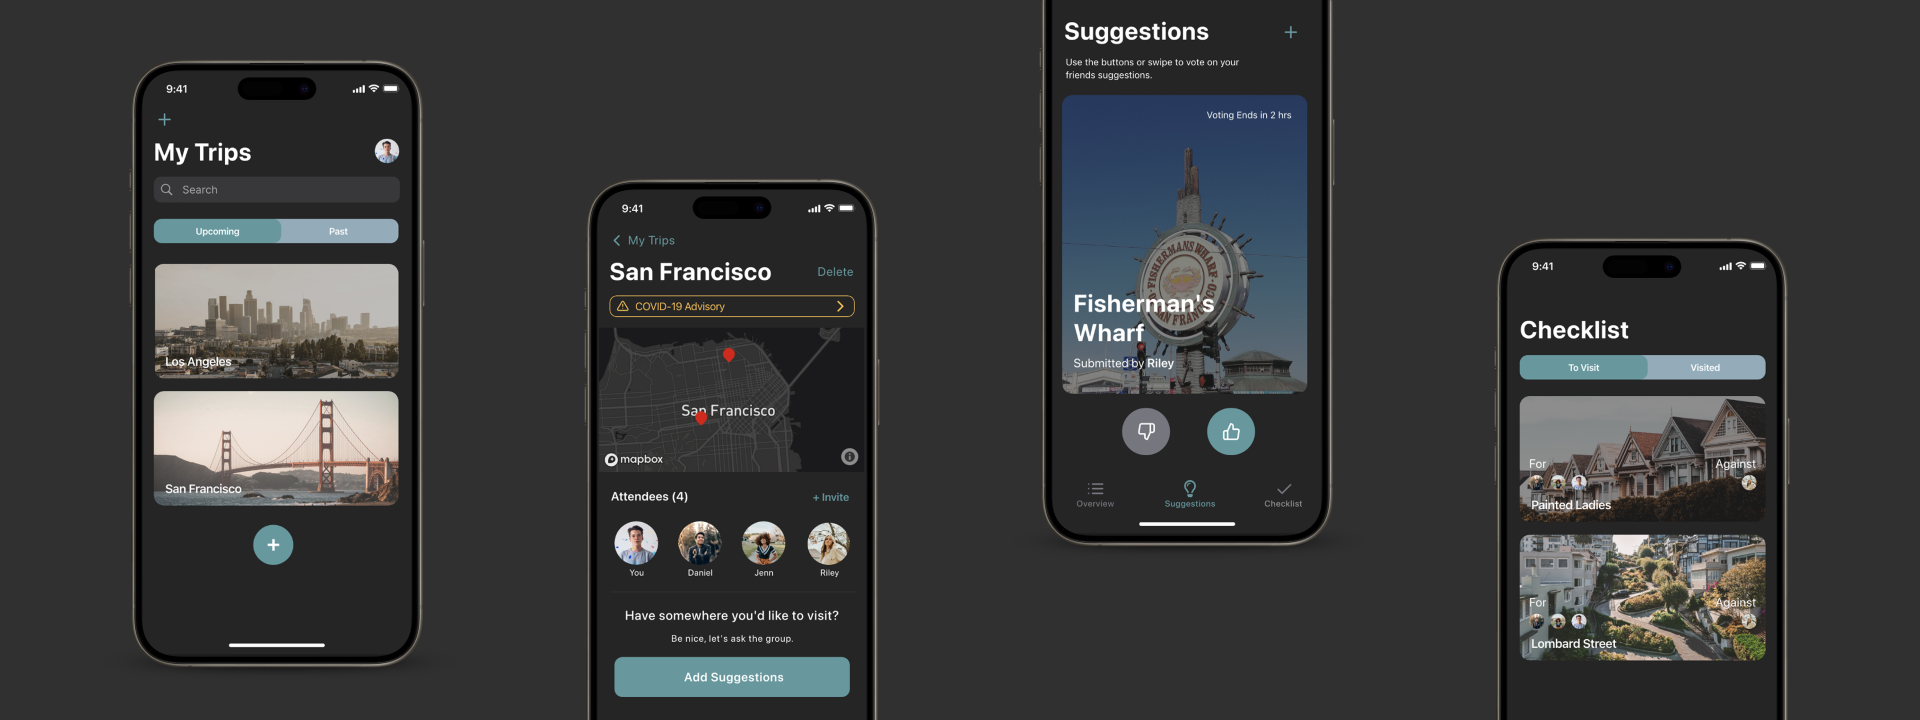 9:41
My Trips
Search
Upcoming
Past
Los Angeles
San Francisco
9:41
My Trips
San Francisco
Delete
COVID-19 Advisory
San Francisco
mapbox
Attendees (4)
+ Invite
You
Daniel
Jenn
Riley
Have somewhere you'd like to visit?
Be nice, let's ask the group.
Add Suggestions
Suggestions
Use the buttons or swipe to vote on your
friends suggestions.
Voting Ends in 2 hrs
FISHERMANS WHARF
SAN FRANCISCO
Fisherman's
Wharf
Submitted by Riley
Overview
Suggestions
Checklist
9:41
Checklist
To Visit
Visited
For
Against
Painted Ladies
For
Against
Lombard Street